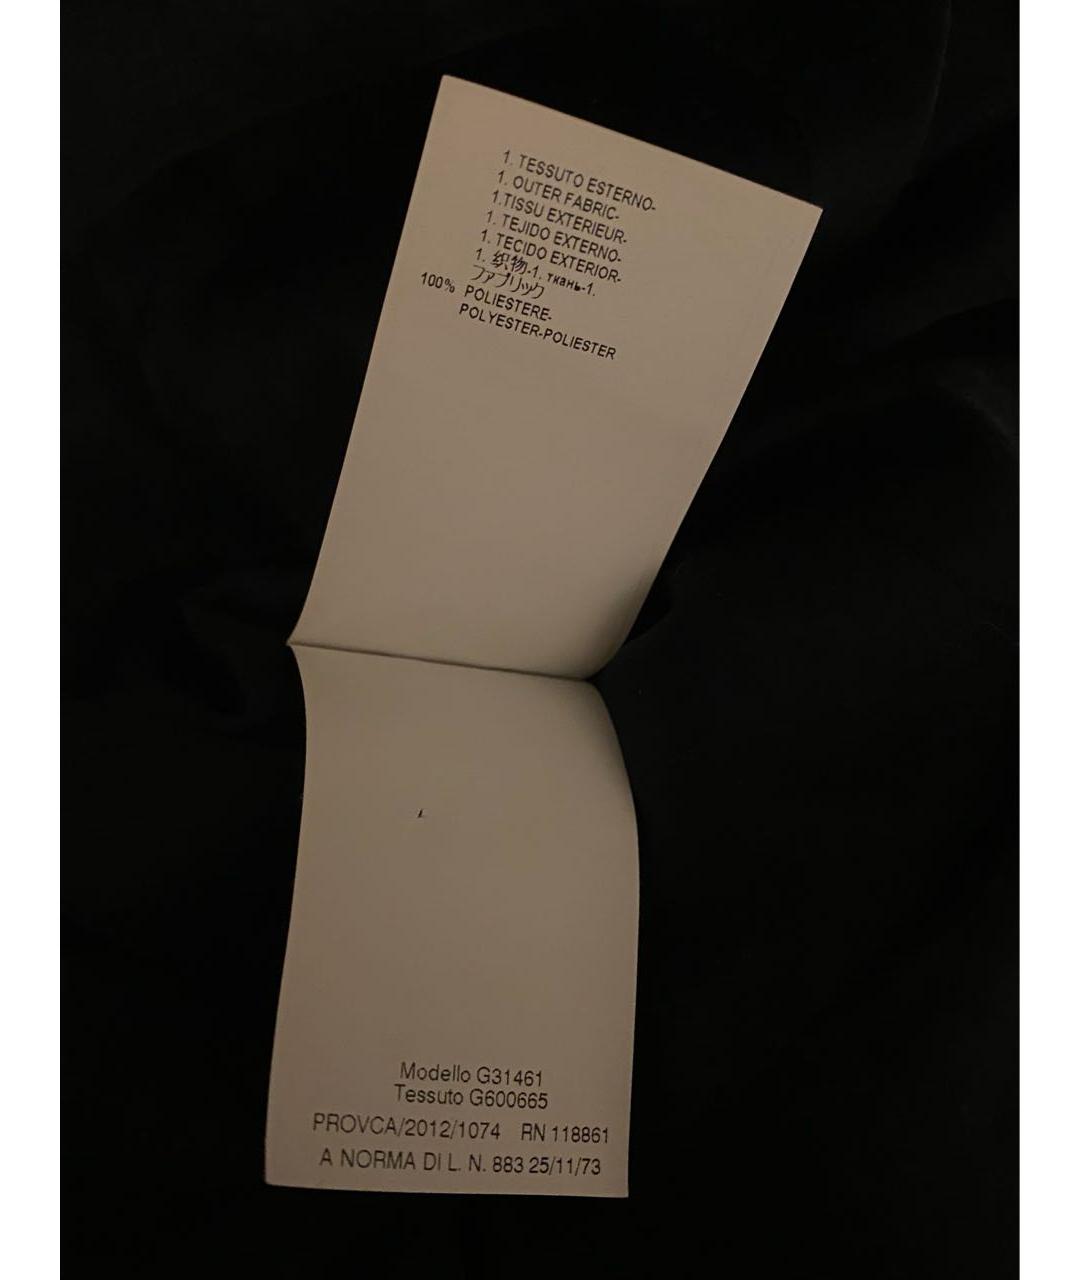 1. TESSUTO ESTERNO-
1. OUTER FABRIC-
1.TISSU EXTERIEUR-
1. TEJIDO EXTERNO-
1. TECIDO EXTERIOR-
1. 织物-1. ткань-1.
ファブリック
100% POLIESTERE-
POLYESTER-POLIESTER
Modello G31461
Tessuto G600665
PROVCA/2012/1074 RN 118861
A NORMA DI L. N. 883 25/11/73